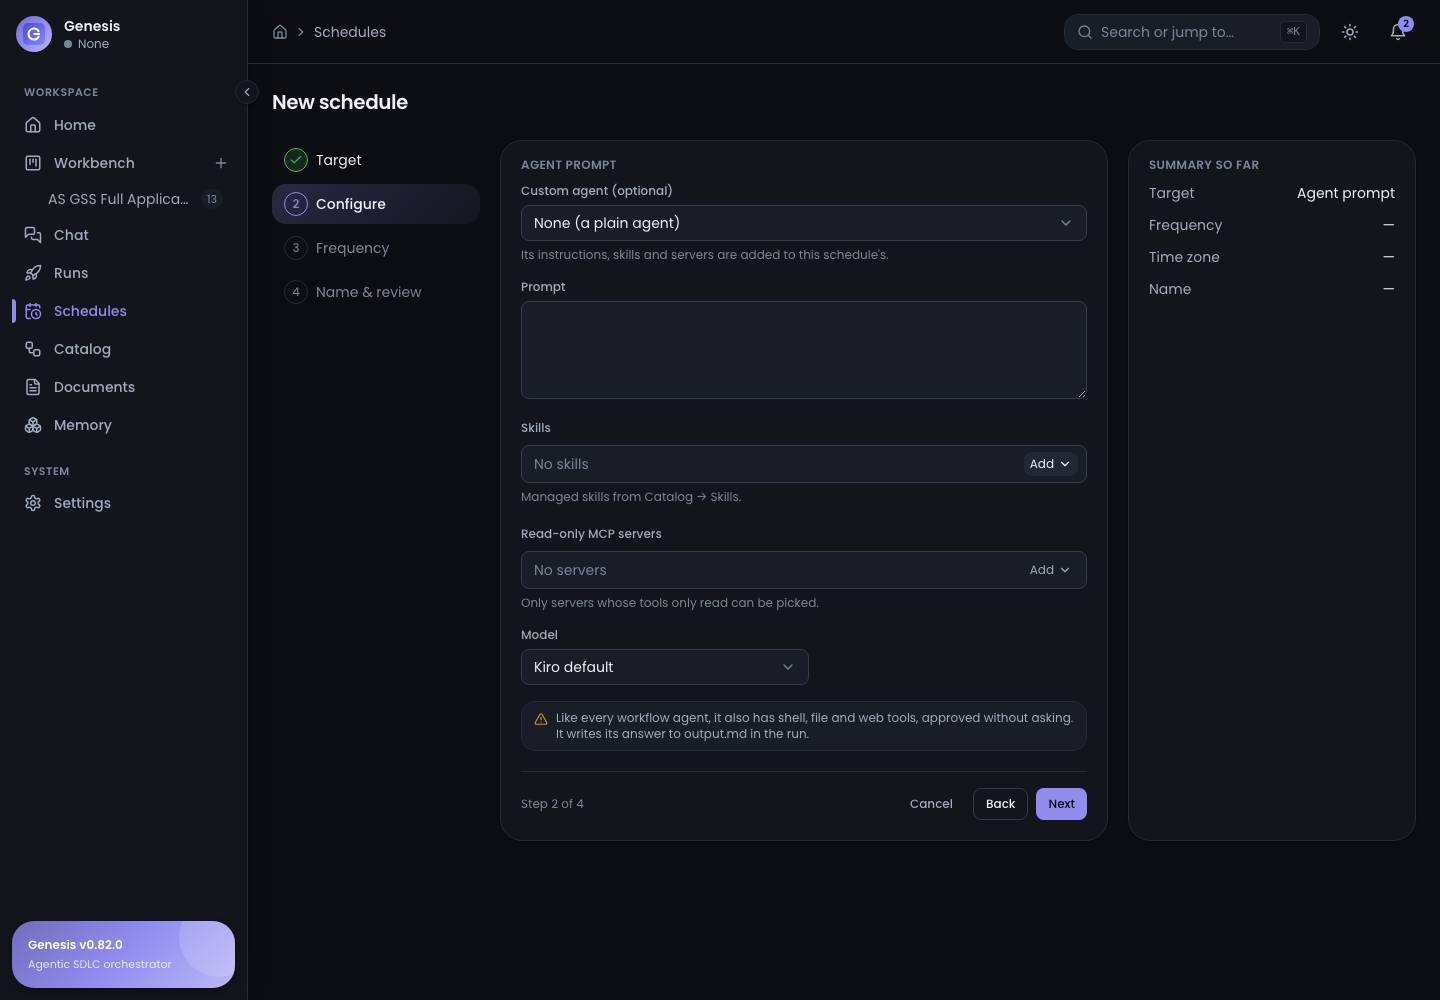 Genesis
None
WORKSPACE
Home
Workbench
AS GSS Full Applica... 13
Chat
Runs
Schedules
Catalog
Documents
Memory
SYSTEM
Settings
Genesis v0.82.0
Agentic SDLC orchestrator
Schedules
Search or jump to...
⌘K
2
New schedule
Target
2 Configure
3 Frequency
4 Name & review
AGENT PROMPT
Custom agent (optional)
None (a plain agent)
Its instructions, skills and servers are added to this schedule's.
Prompt
Skills
No skills
Add
Managed skills from Catalog → Skills.
Read-only MCP servers
No servers
Add
Only servers whose tools only read can be picked.
Model
Kiro default
Like every workflow agent, it also has shell, file and web tools, approved without asking.
It writes its answer to output.md in the run.
Step 2 of 4
Cancel
Back
Next
SUMMARY SO FAR
Target Agent prompt
Frequency —
Time zone —
Name —